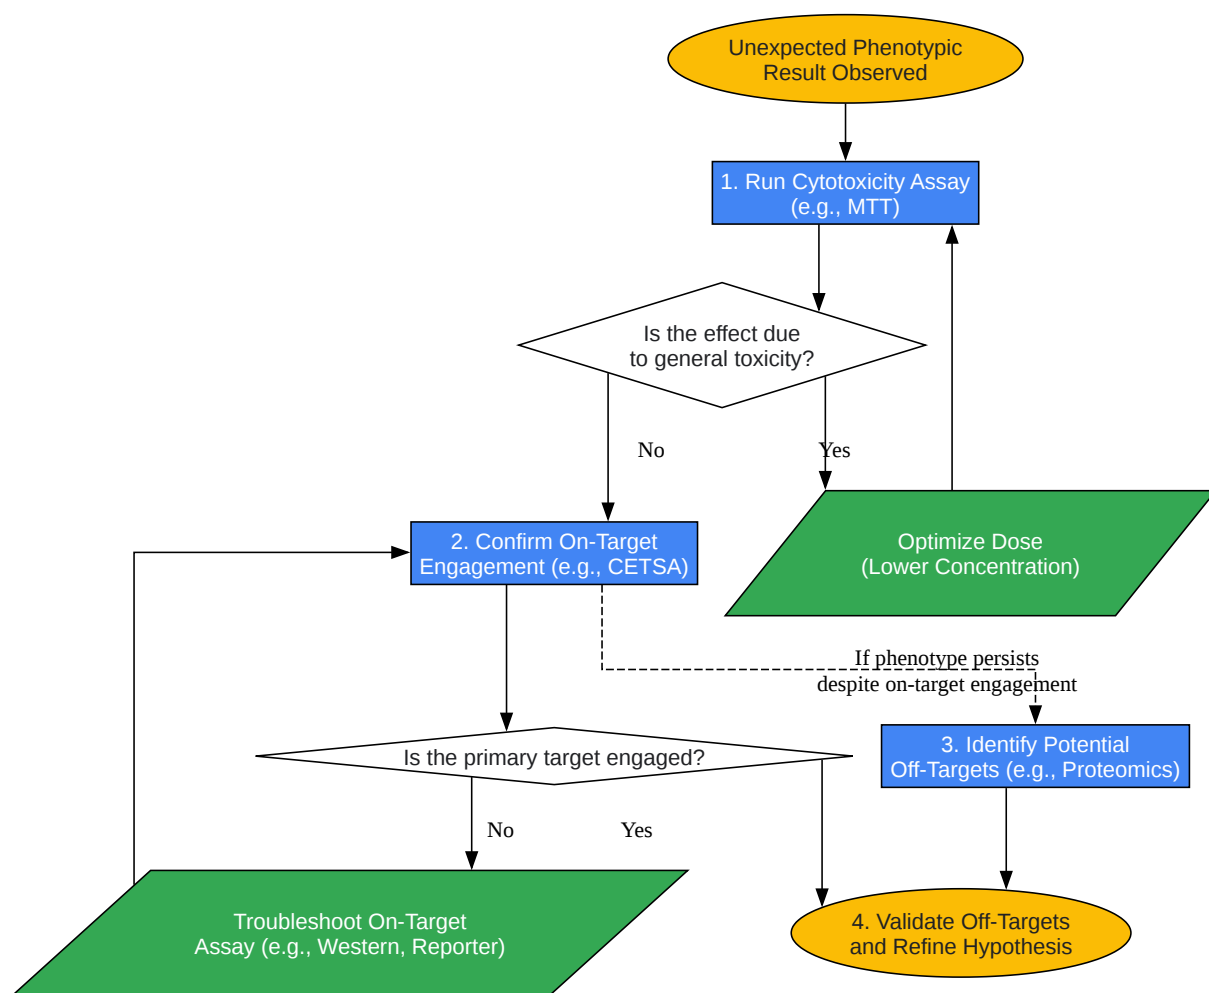 Unexpected Phenotypic
Result Observed
1. Run Cytotoxicity Assay
(e.g., MTT)
Is the effect due
to general toxicity?
No
Yes
2. Confirm On-Target
Engagement (e.g., CETSA)
Optimize Dose
(Lower Concentration)
If phenotype persists
despite on-target engagement
Is the primary target engaged?
3. Identify Potential
Off-Targets (e.g., Proteomics)
No
Yes
Troubleshoot On-Target
Assay (e.g., Western, Reporter)
4. Validate Off-Targets
and Refine Hypothesis